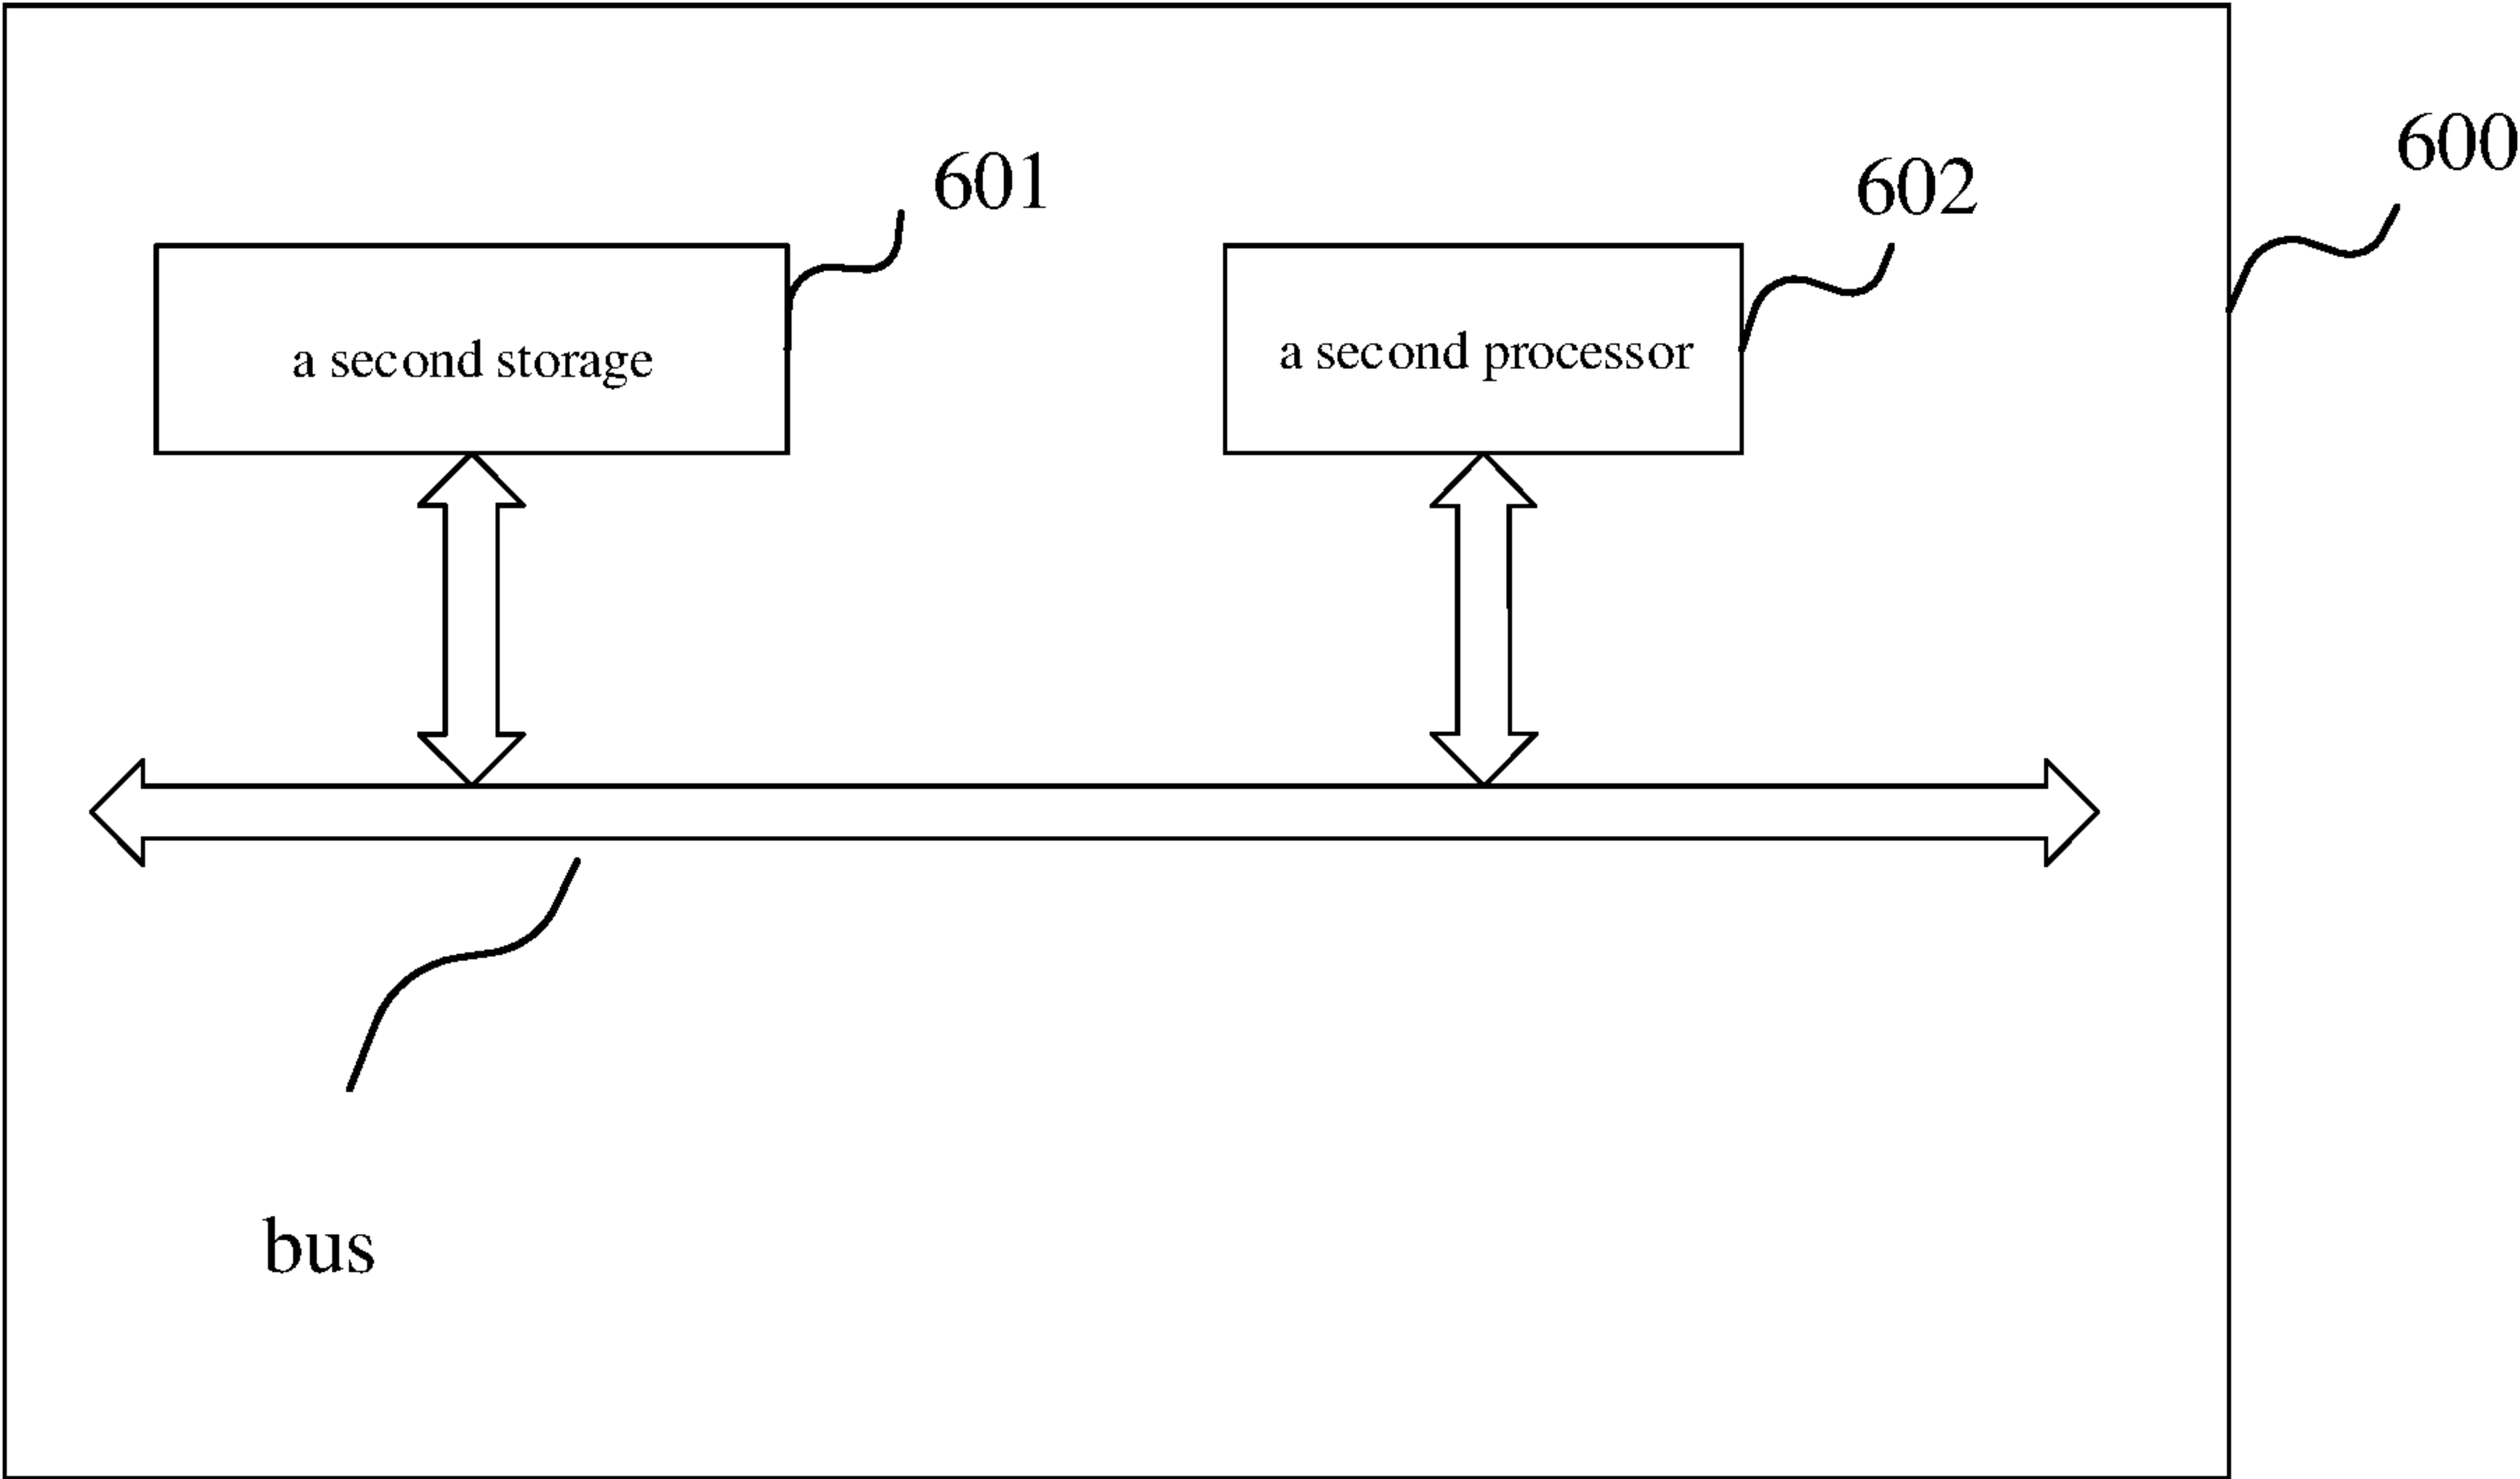 600
601
602
a second storage
a second processor
bus